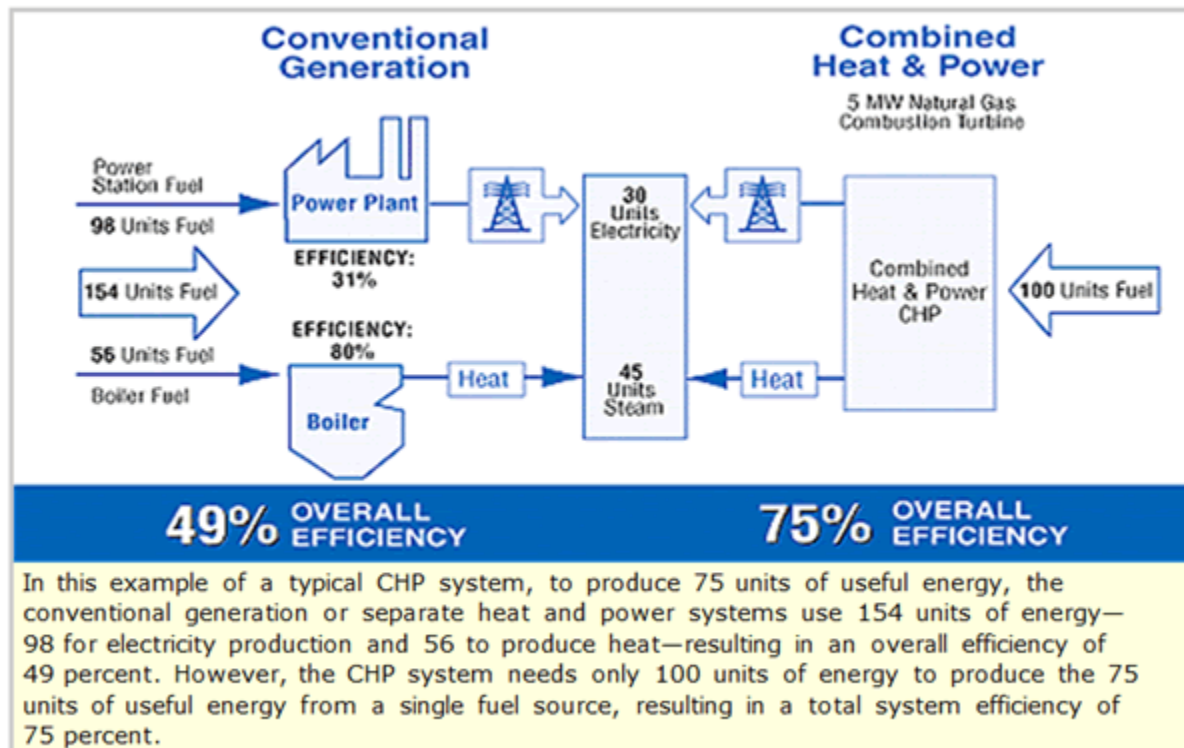 Conventional
Generation
Combined
Heat & Power
5 MW Natural Gas
Combustion Turbine
Power
Station Fuel
98 Units Fuel
Power Plant
EFFICIENCY:
31%
154 Units Fuel
EFFICIENCY:
80%
56 Units Fuel
Boiler Fuel
Boiler
Heat
30
Units
Electricity
45
Units
Steam
Heat
Combined
Heat & Power
CHP
100 Units Fuel
49% OVERALL
EFFICIENCY
75% OVERALL
EFFICIENCY
In this example of a typical CHP system, to produce 75 units of useful energy, the
conventional generation or separate heat and power systems use 154 units of energy—
98 for electricity production and 56 to produce heat—resulting in an overall efficiency of
49 percent. However, the CHP system needs only 100 units of energy to produce the 75
units of useful energy from a single fuel source, resulting in a total system efficiency of
75 percent.